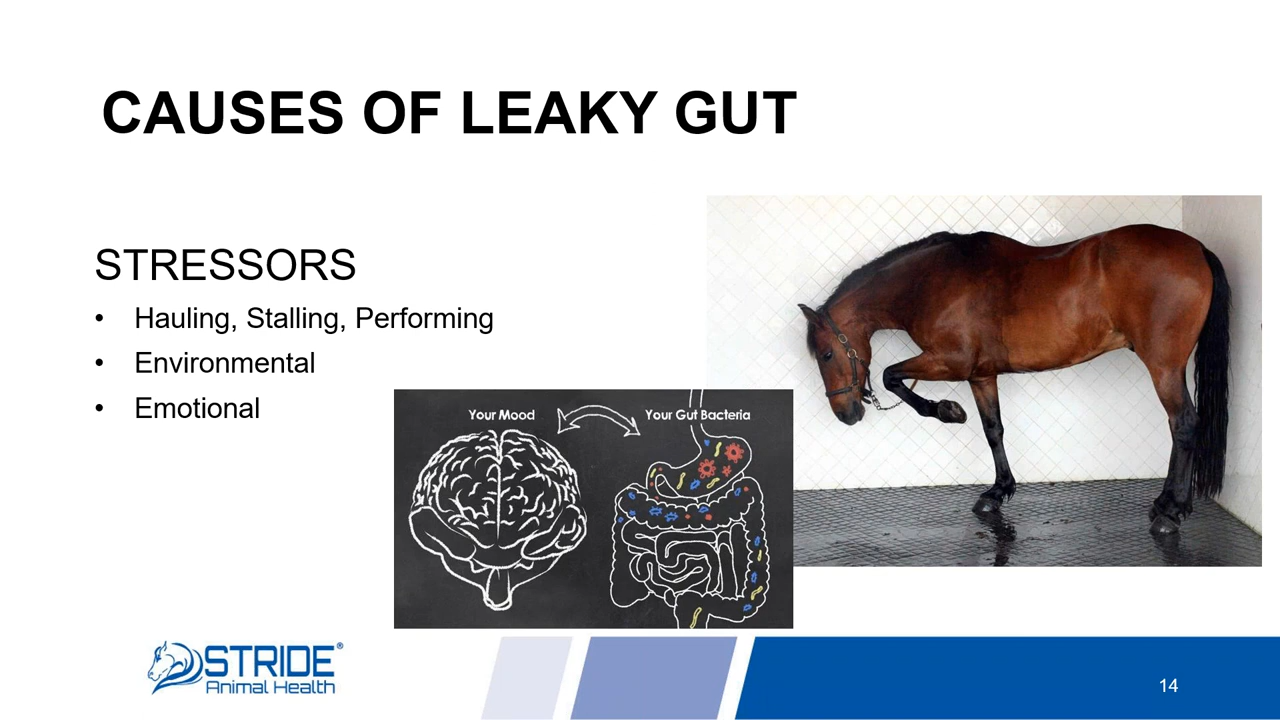 CAUSES OF LEAKY GUT
STRESSORS
• Hauling, Stalling, Performing
• Environmental
• Emotional
Your Mood
Your Gut Bacteria
STRIDE®
Animal Health
14